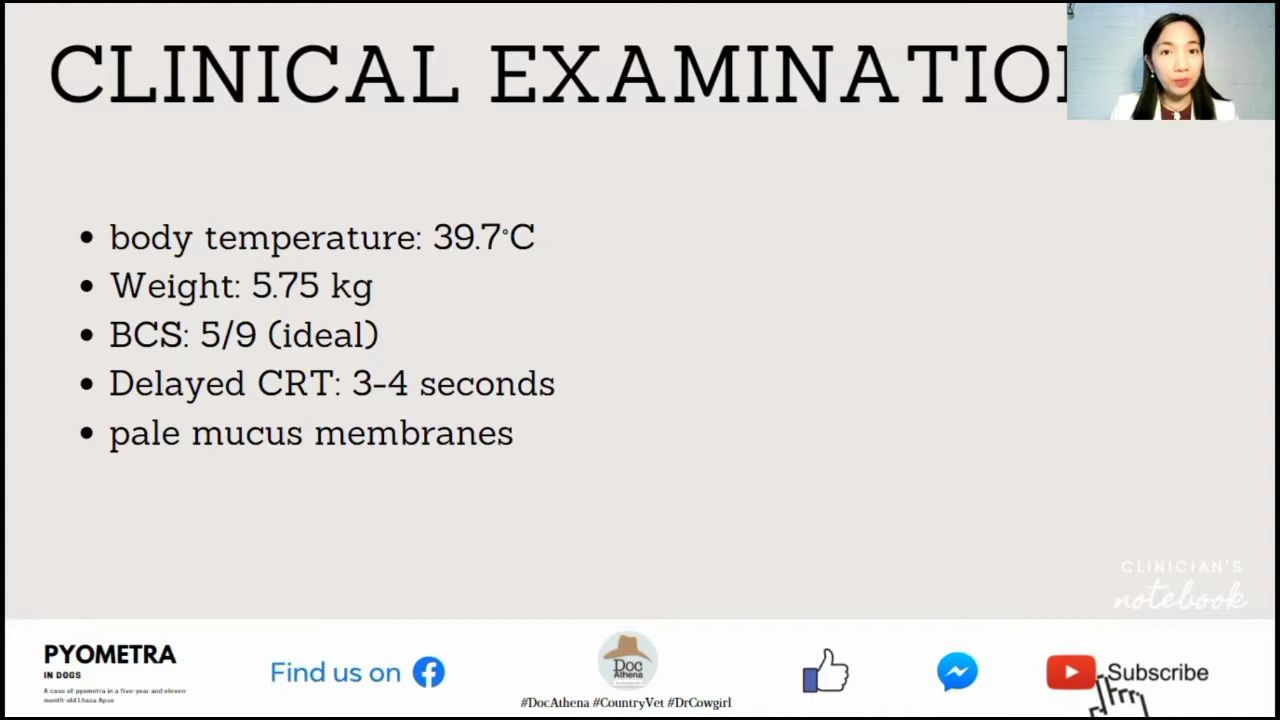 CLINICAL EXAMINATIO
• body temperature: 39.7°C
• Weight: 5.75 kg
• BCS: 5/9 (ideal)
• Delayed CRT: 3-4 seconds
• pale mucus membranes
CLINICIAN'S
notebook
PYOMETRA
IN DOGS
A case of pyometra in a five-year and eleven-
month-old Lhasa Apso
Find us on
Doc
Athena
#DocAthena #CountryVet #DrCowgirl
Subscribe